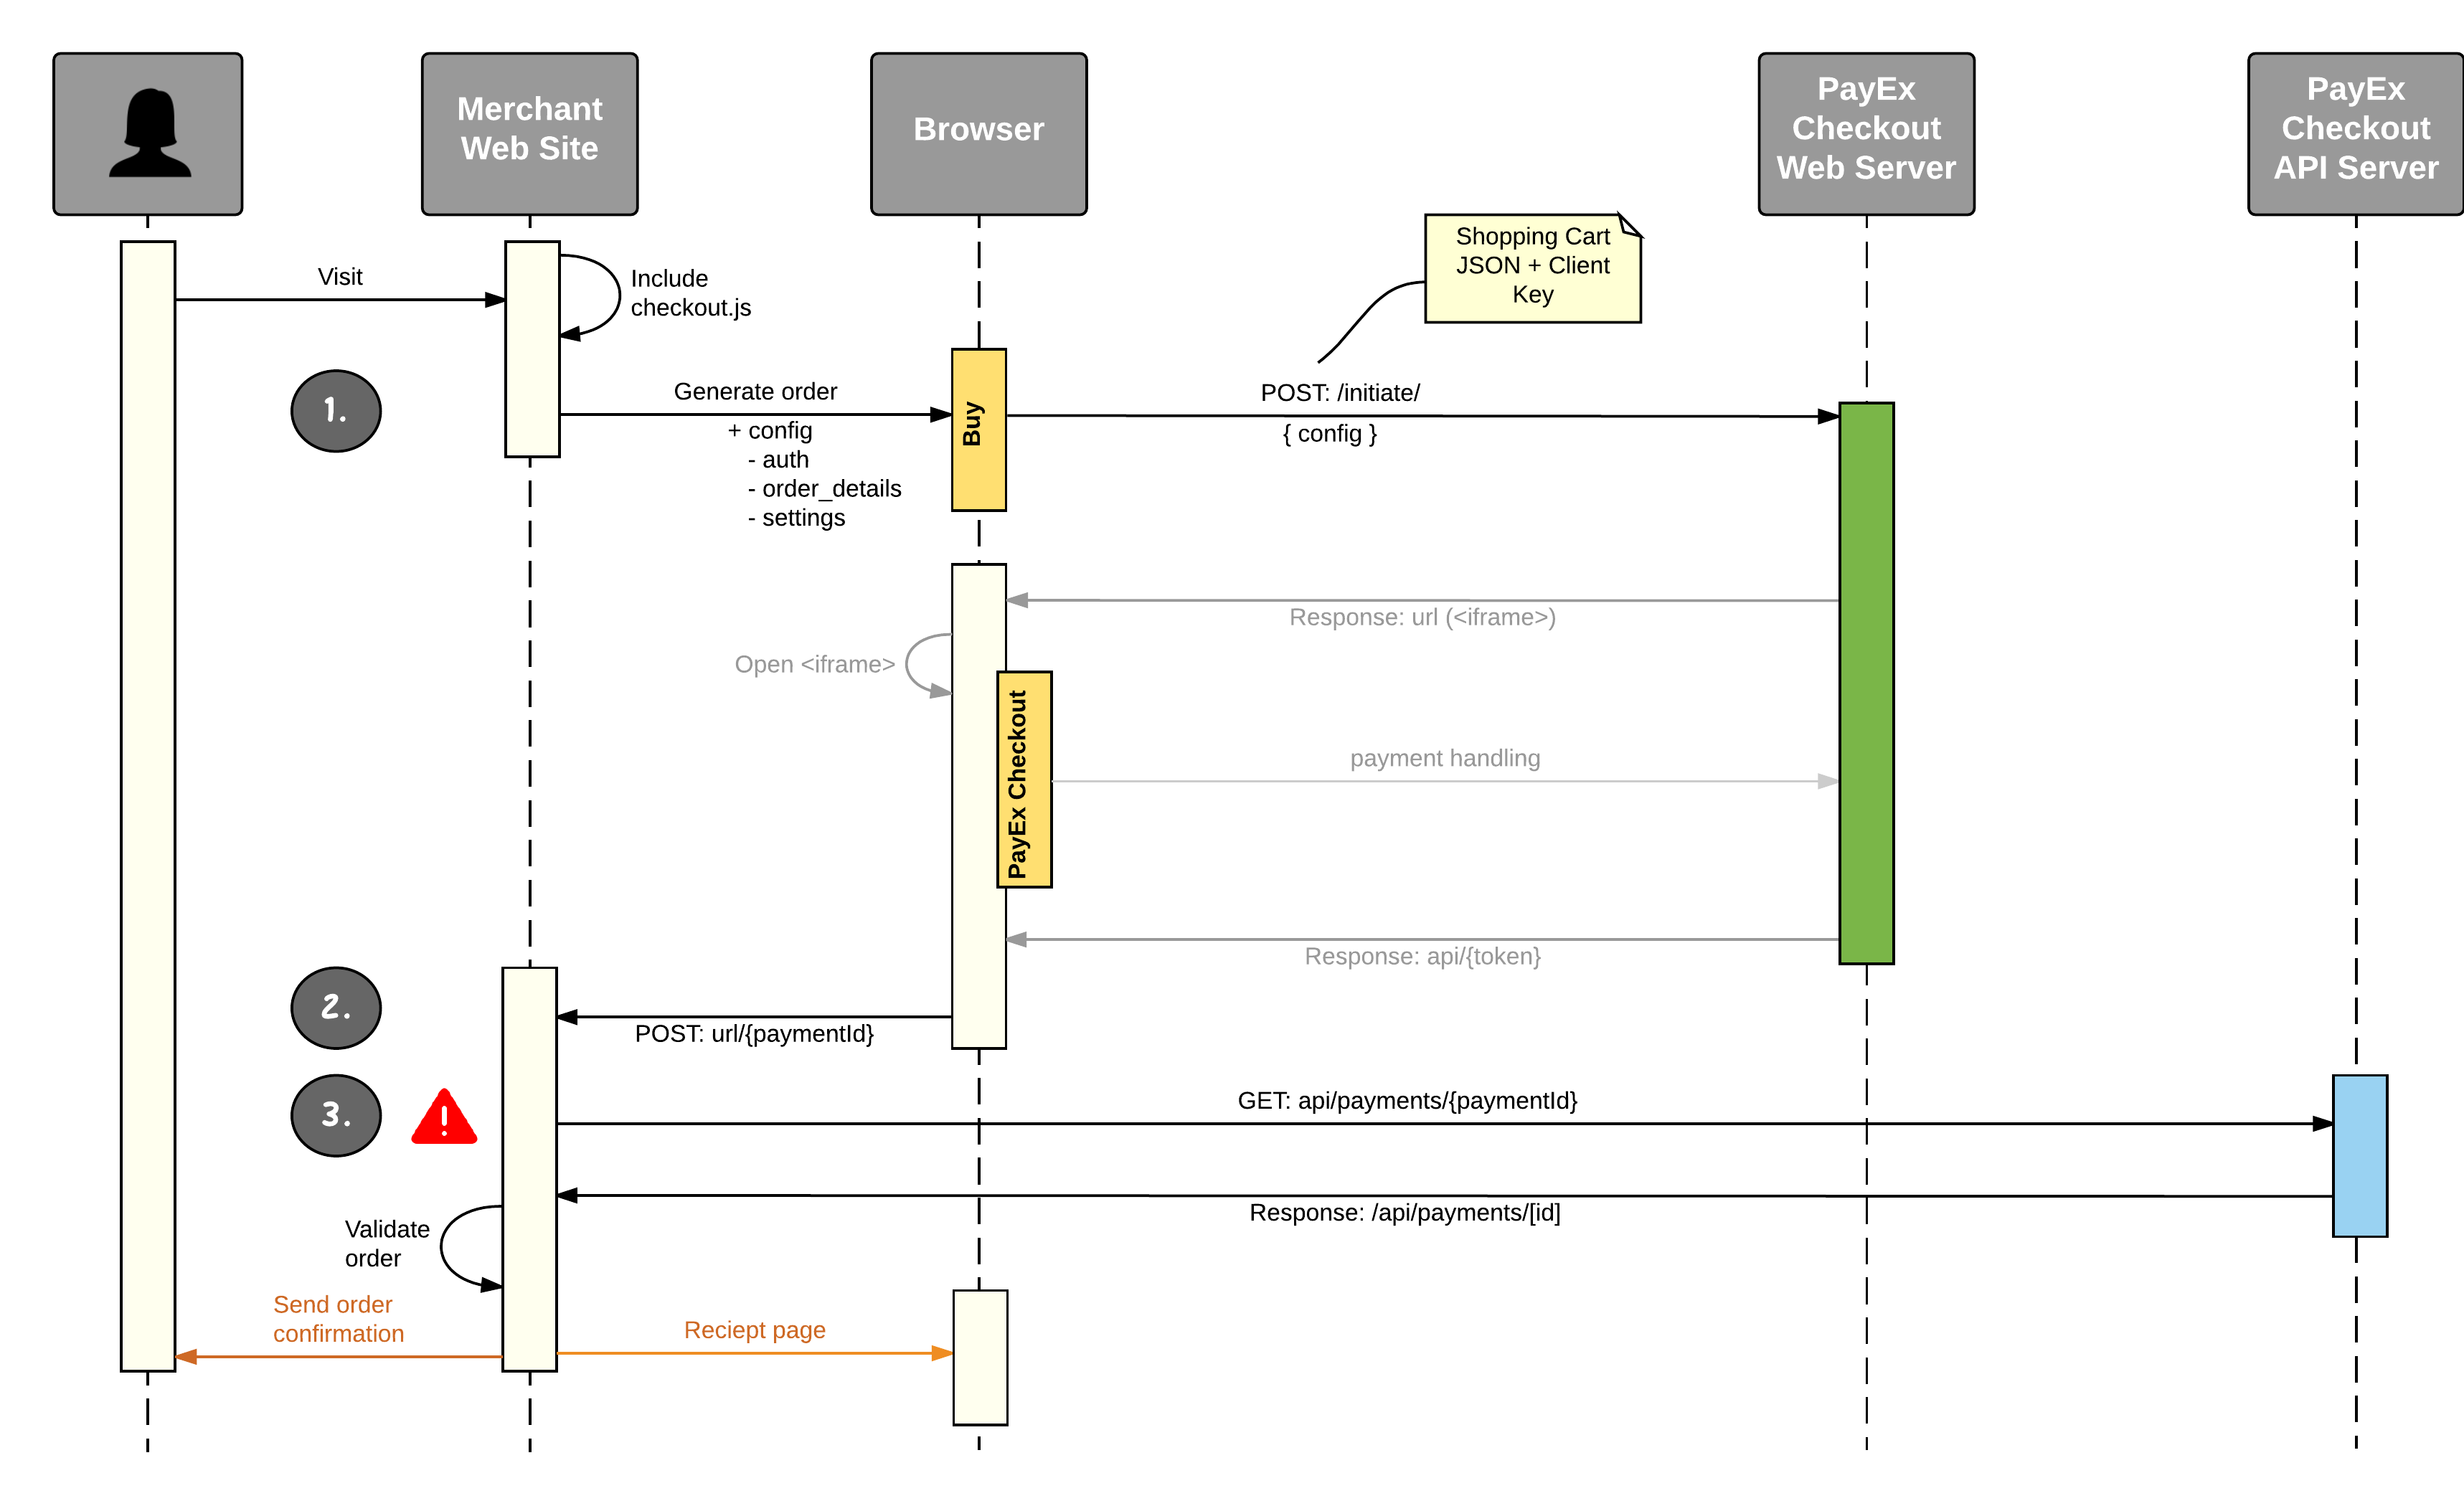 Merchant
Web Site
Browser
PayEx
Checkout
Web Server
PayEx
Checkout
API Server
Shopping Cart
JSON + Client
Key
Visit
Include
checkout.js
1.
Generate order
+ config
- auth
- order_details
- settings
Buy
POST: /initiate/
{ config }
Response: url (<iframe>)
Open <iframe>
PayEx Checkout
payment handling
Response: api/{token}
2.
POST: url/{paymentId}
3.
!
GET: api/payments/{paymentId}
Response: /api/payments/[id]
Validate
order
Send order
confirmation
Reciept page